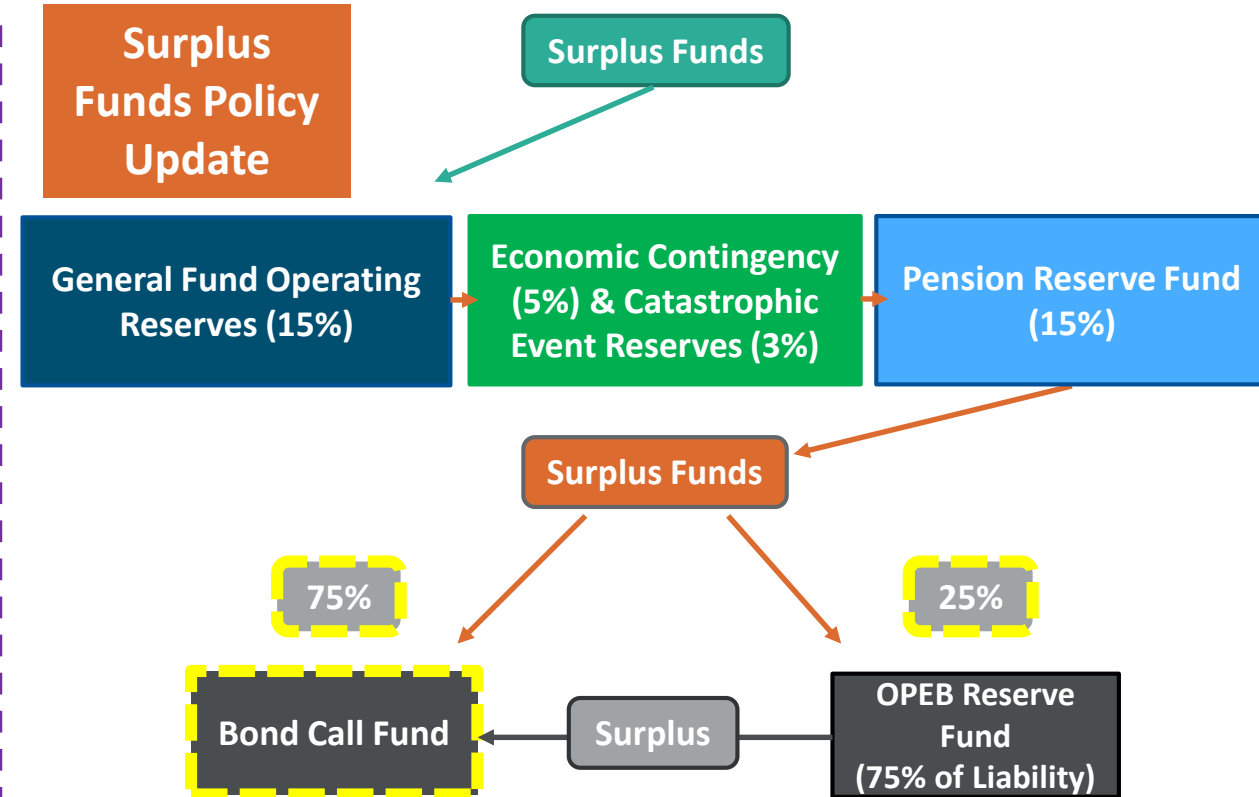 Surplus
Funds Policy
Update
Surplus Funds
General Fund Operating
Reserves (15%)
Economic Contingency
(5%) & Catastrophic
Event Reserves (3%)
Pension Reserve Fund
(15%)
Surplus Funds
75%
25%
Bond Call Fund
Surplus
OPEB Reserve
Fund
(75% of Liability)